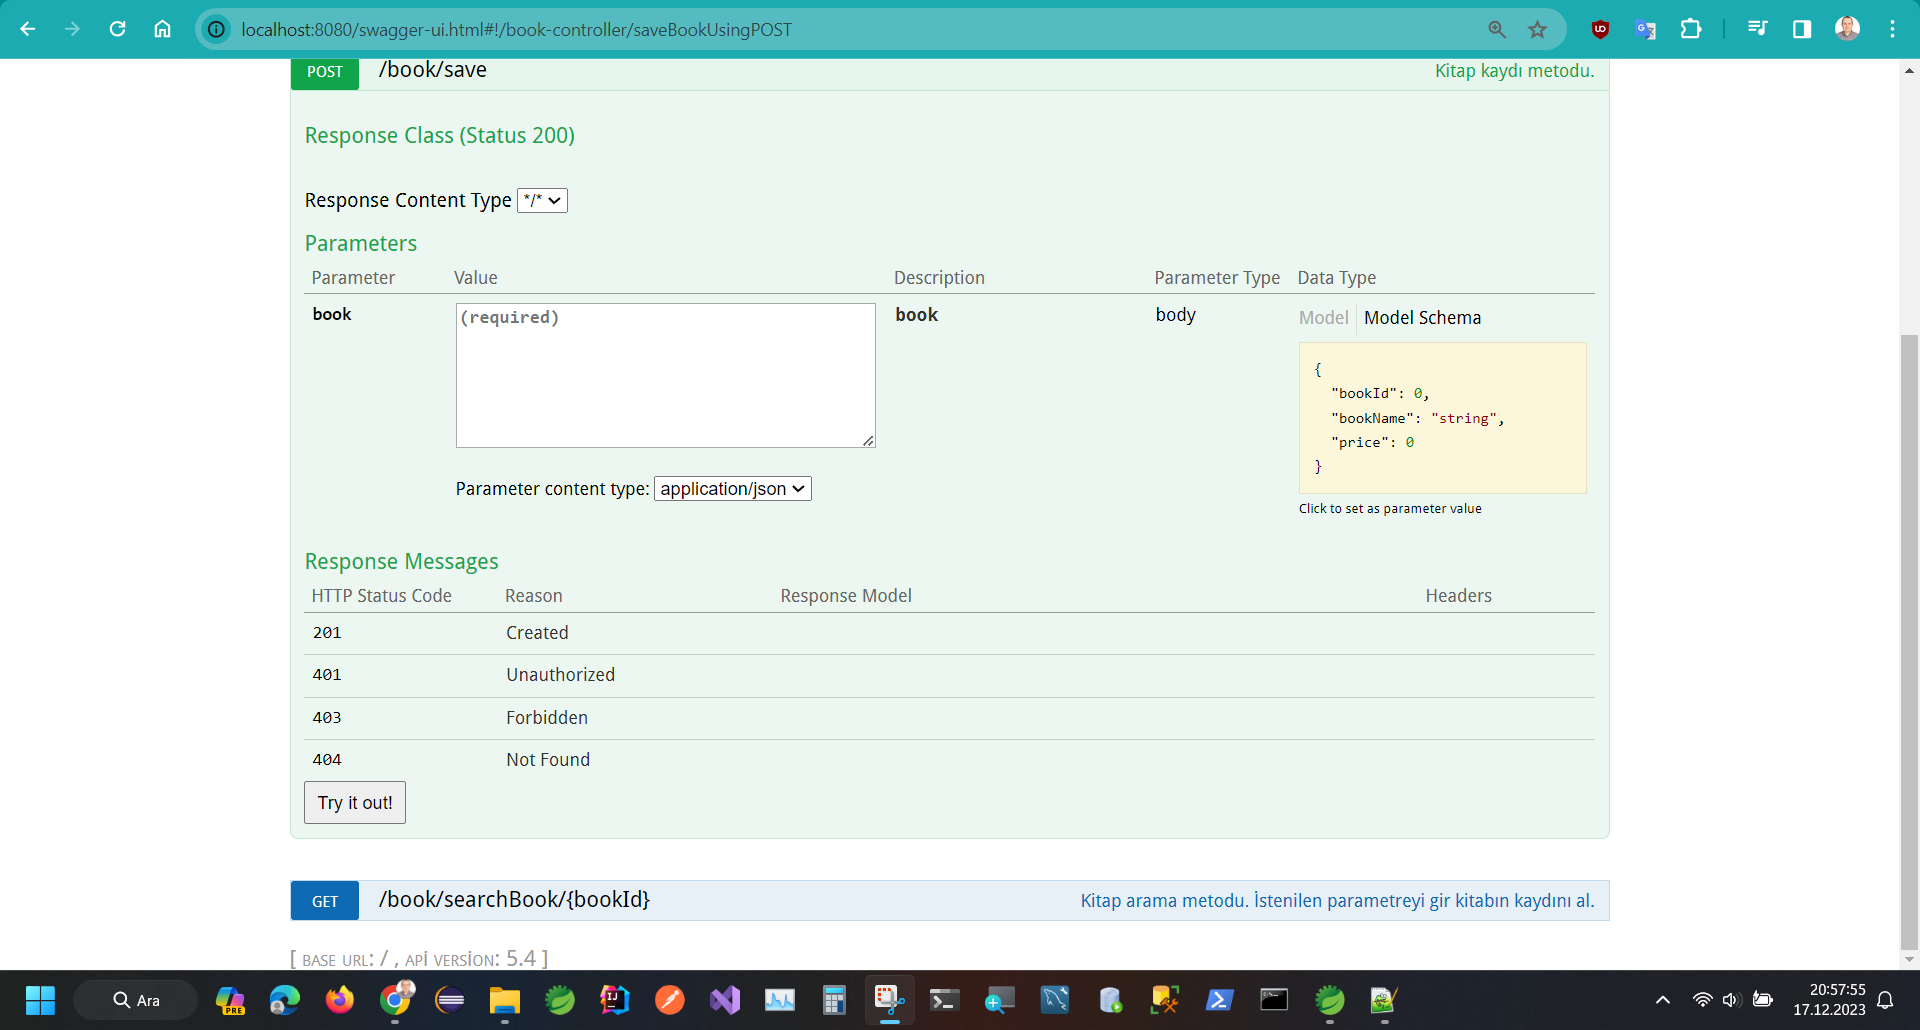 localhost:8080/swagger-ui.html#!/book-controller/saveBookUsingPOST
POST /book/save Kitap kaydı metodu.
Response Class (Status 200)
Response Content Type */*
Parameters
Parameter Value Description Parameter Type Data Type
book (required) book body Model Model Schema
{
"bookId": 0,
"bookName": "string",
"price": 0
}
Parameter content type: application/json
Click to set as parameter value
Response Messages
HTTP Status Code Reason Response Model Headers
201 Created
401 Unauthorized
403 Forbidden
404 Not Found
Try it out!
GET /book/searchBook/{bookId} Kitap arama metodu. İstenilen parametreyi gir kitabın kaydını al.
[ BASE URL: / , APİ VERSİON: 5.4 ]
Ara
PRE
20:57:55
17.12.2023